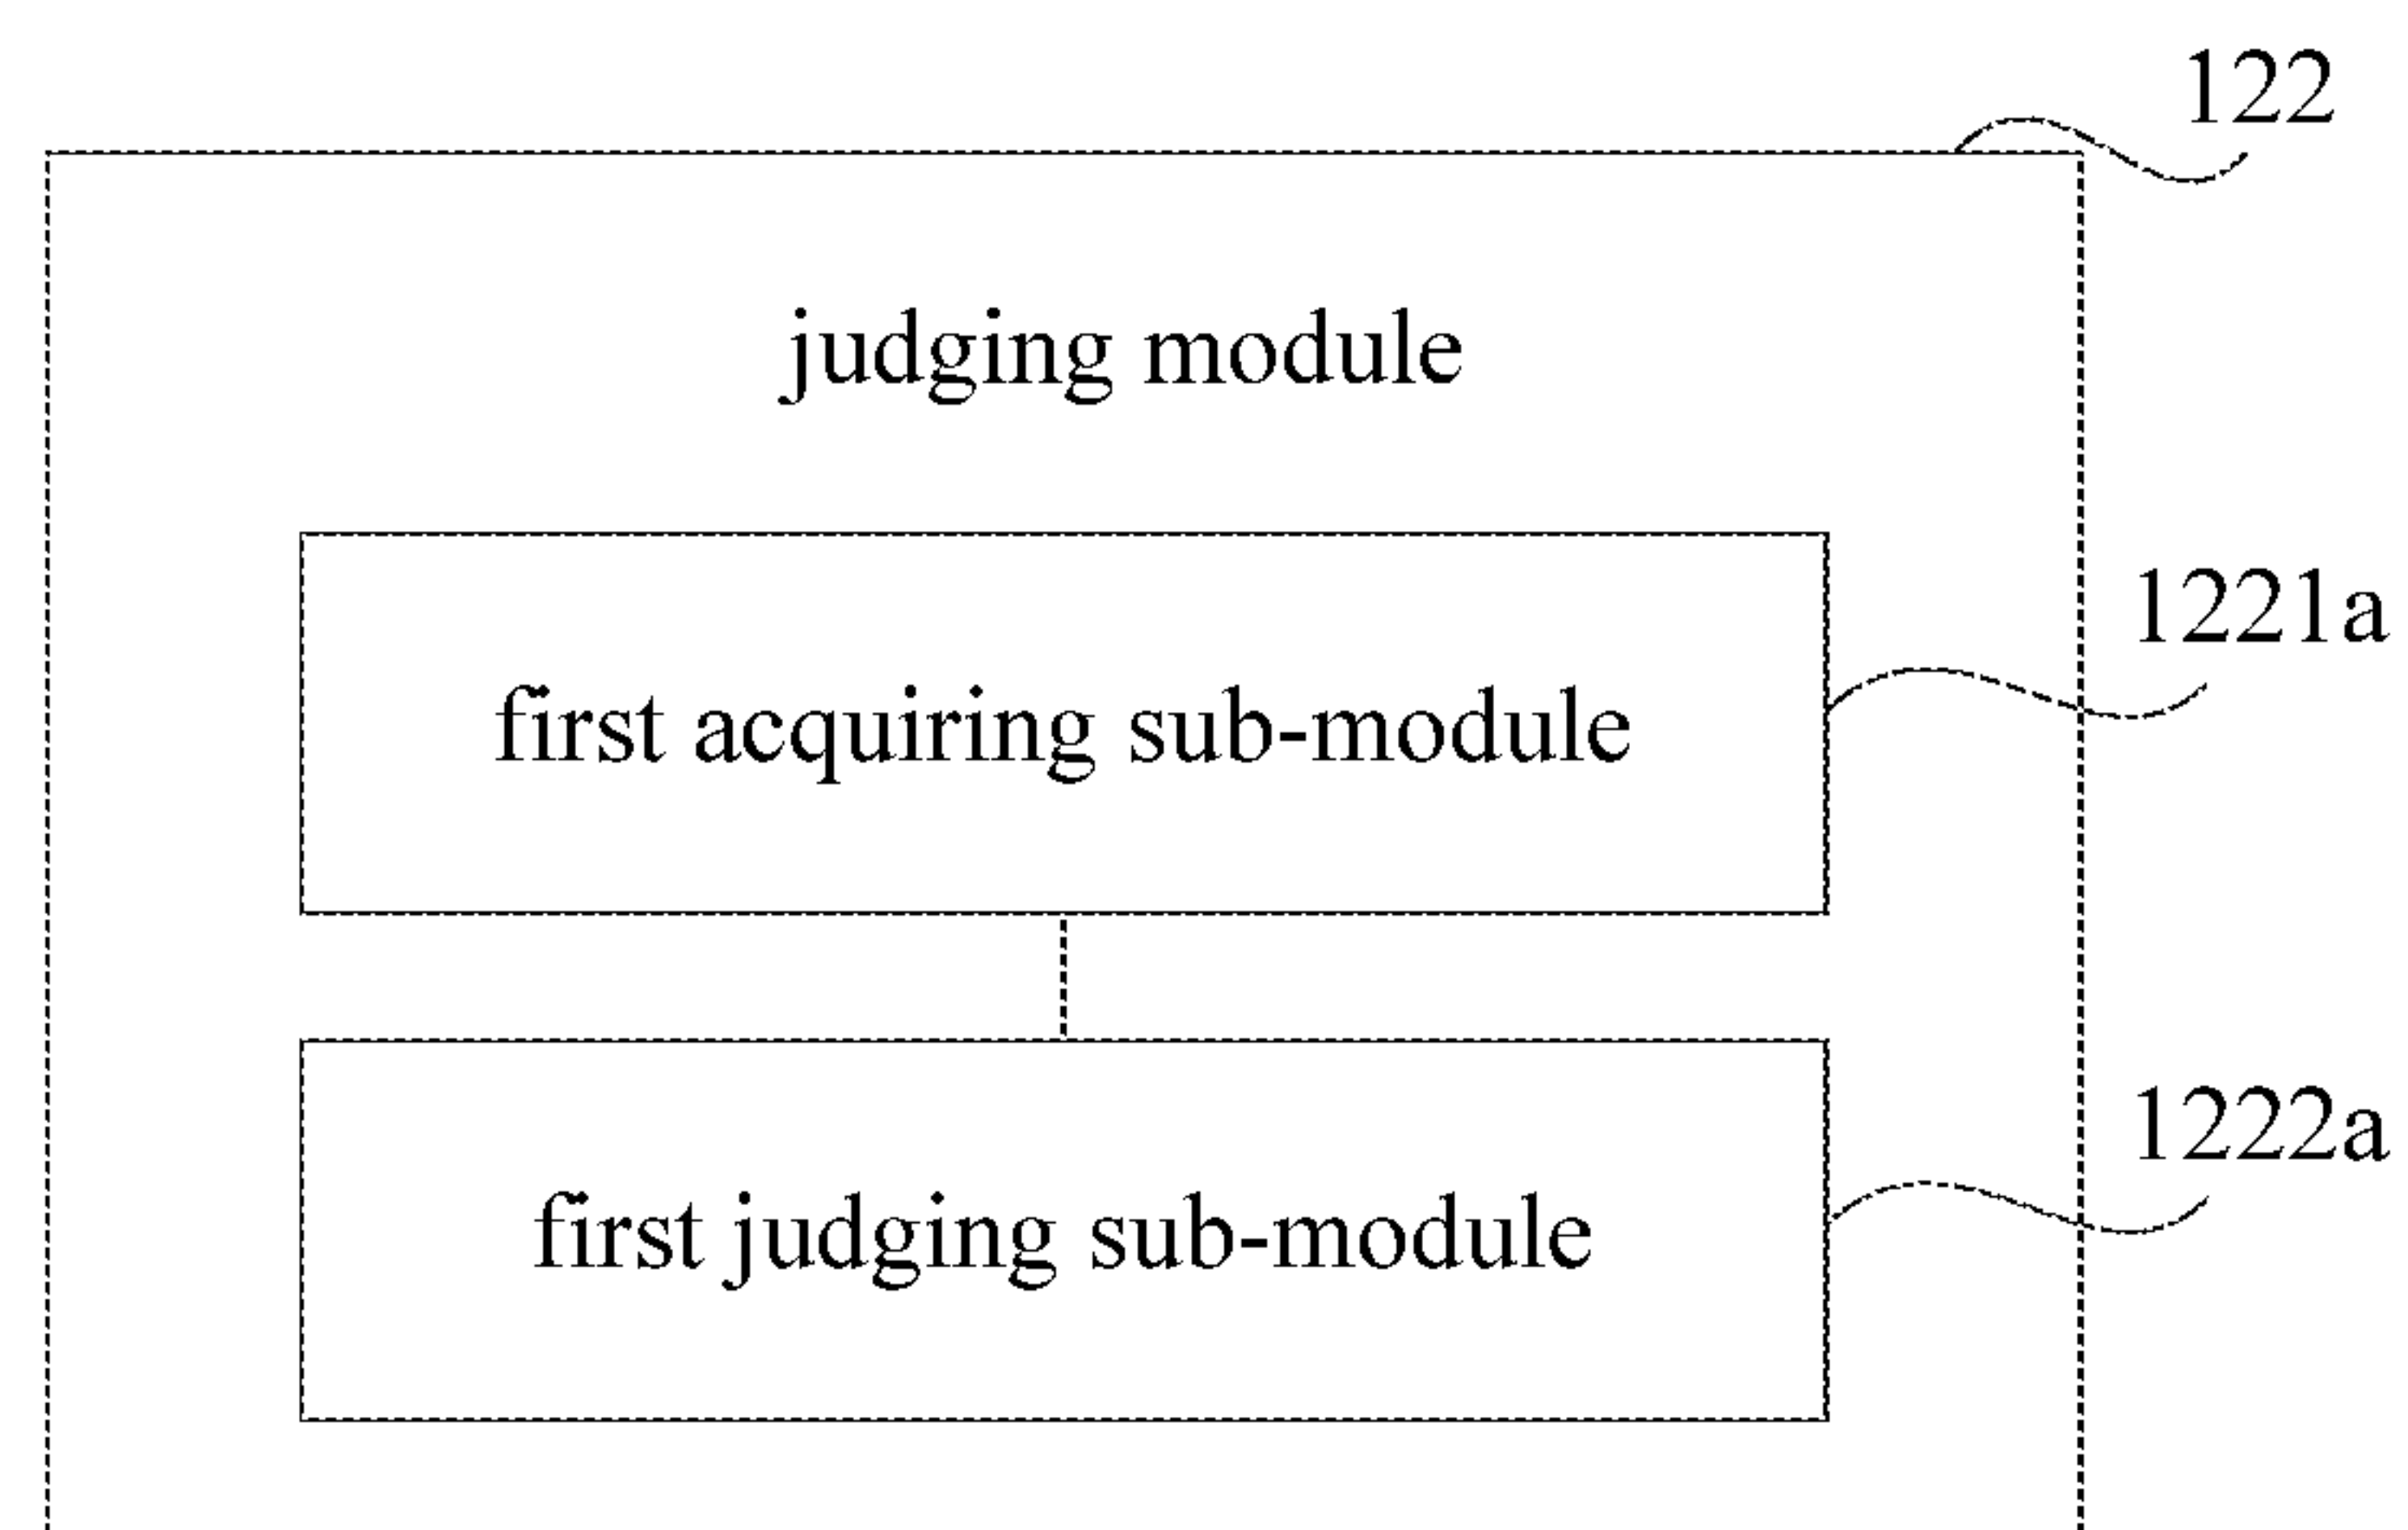 122
judging module
1221a
first acquiring sub-module
1222a
first judging sub-module